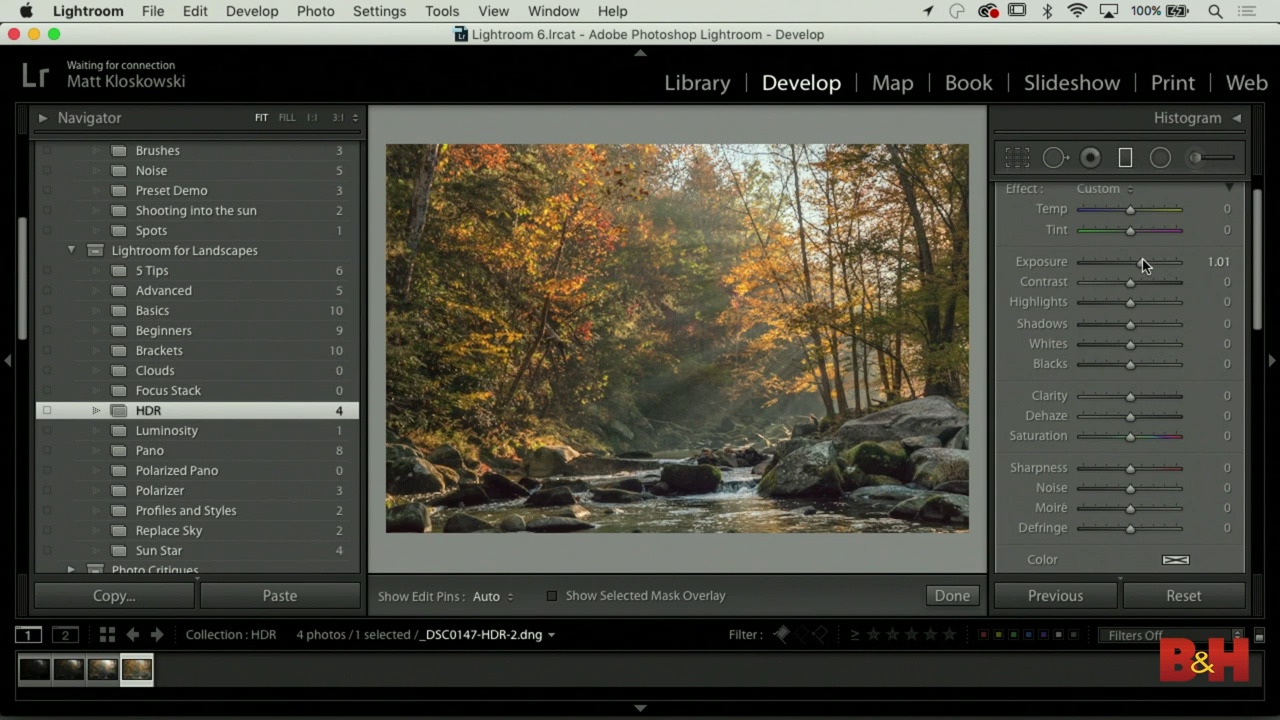 Lightroom File Edit Develop Photo Settings Tools View Window Help 100%
Lightroom 6.lrcat - Adobe Photoshop Lightroom - Develop
Lr Waiting for connection
Matt Kloskowski
Library | Develop | Map | Book | Slideshow | Print | Web
Navigator FIT FILL 1:1 3:1
Histogram
Brushes 3
Noise 5
Preset Demo 3
Shooting into the sun 2
Spots 1
Lightroom for Landscapes
5 Tips 6
Advanced 5
Basics 10
Beginners 9
Brackets 10
Clouds 0
Focus Stack 0
HDR 4
Luminosity 1
Pano 8
Polarized Pano 0
Polarizer 3
Profiles and Styles 2
Replace Sky 2
Sun Star 4
Photo Critiques
Effect : Custom
Temp 0
Tint 0
Exposure 1.01
Contrast 0
Highlights 0
Shadows 0
Whites 0
Blacks 0
Clarity 0
Dehaze 0
Saturation 0
Sharpness 0
Noise 0
Moirè 0
Defringe 0
Color
Copy... Paste
Show Edit Pins : Auto Show Selected Mask Overlay Done
Previous Reset
1 2 Collection : HDR 4 photos / 1 selected / _DSC0147-HDR-2.dng Filter : ≥ Filters Off
B&H